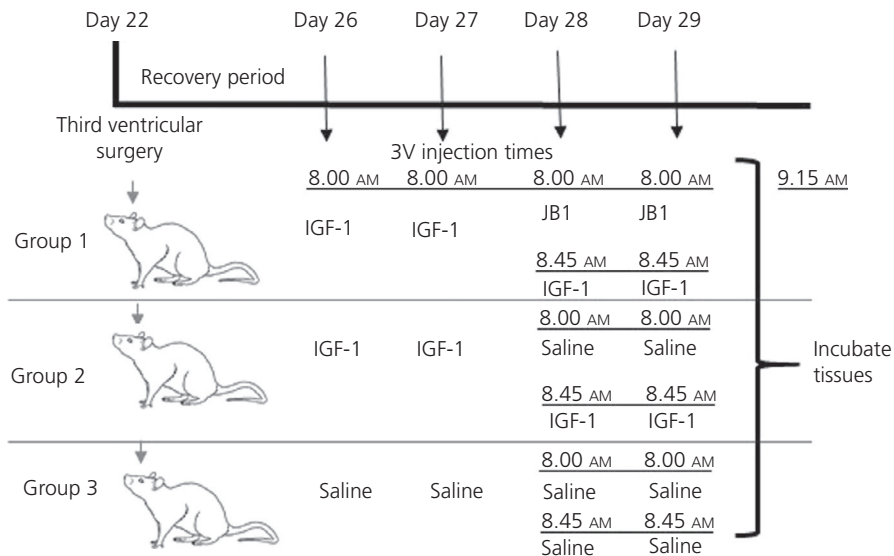 Day 22 Day 26 Day 27 Day 28 Day 29
Recovery period
Third ventricular
surgery
3V injection times
8.00 AM 8.00 AM 8.00 AM 8.00 AM 9.15 AM
Group 1
IGF-1 IGF-1 JB1 JB1
8.45 AM 8.45 AM
IGF-1 IGF-1
8.00 AM 8.00 AM
Group 2
IGF-1 IGF-1 Saline Saline
Incubate
tissues
8.45 AM 8.45 AM
IGF-1 IGF-1
8.00 AM 8.00 AM
Group 3
Saline Saline Saline Saline
8.45 AM 8.45 AM
Saline Saline